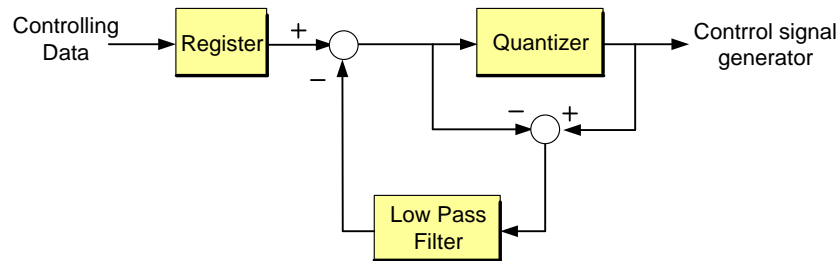 Controlling
Data
Register
+
−
Quantizer
Contrrol signal
generator
−
+
Low Pass
Filter